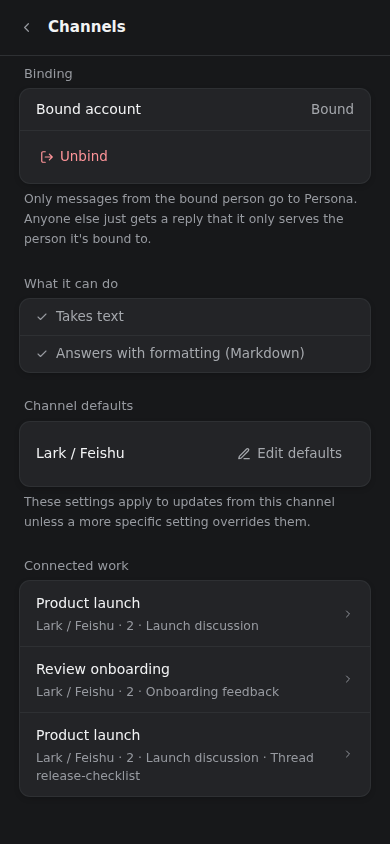 Channels
Binding
Bound account
Bound
Unbind
Only messages from the bound person go to Persona.
Anyone else just gets a reply that it only serves the
person it's bound to.
What it can do
Takes text
Answers with formatting (Markdown)
Channel defaults
Lark / Feishu
Edit defaults
These settings apply to updates from this channel
unless a more specific setting overrides them.
Connected work
Product launch
Lark / Feishu · 2 · Launch discussion
Review onboarding
Lark / Feishu · 2 · Onboarding feedback
Product launch
Lark / Feishu · 2 · Launch discussion · Thread
release-checklist